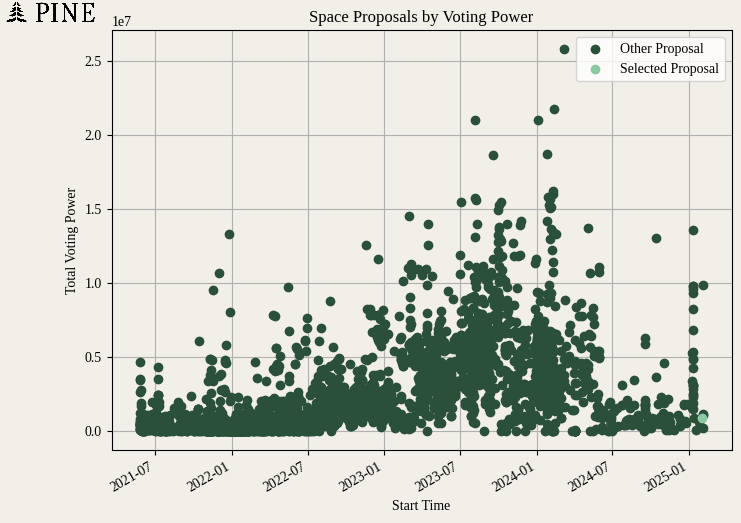 PINE
Space Proposals by Voting Power
1e7
Other Proposal
Selected Proposal
2.5
2.0
1.5
1.0
0.5
0.0
Total Voting Power
2021-07
2022-01
2022-07
2023-01
2023-07
2024-01
2024-07
2025-01
Start Time